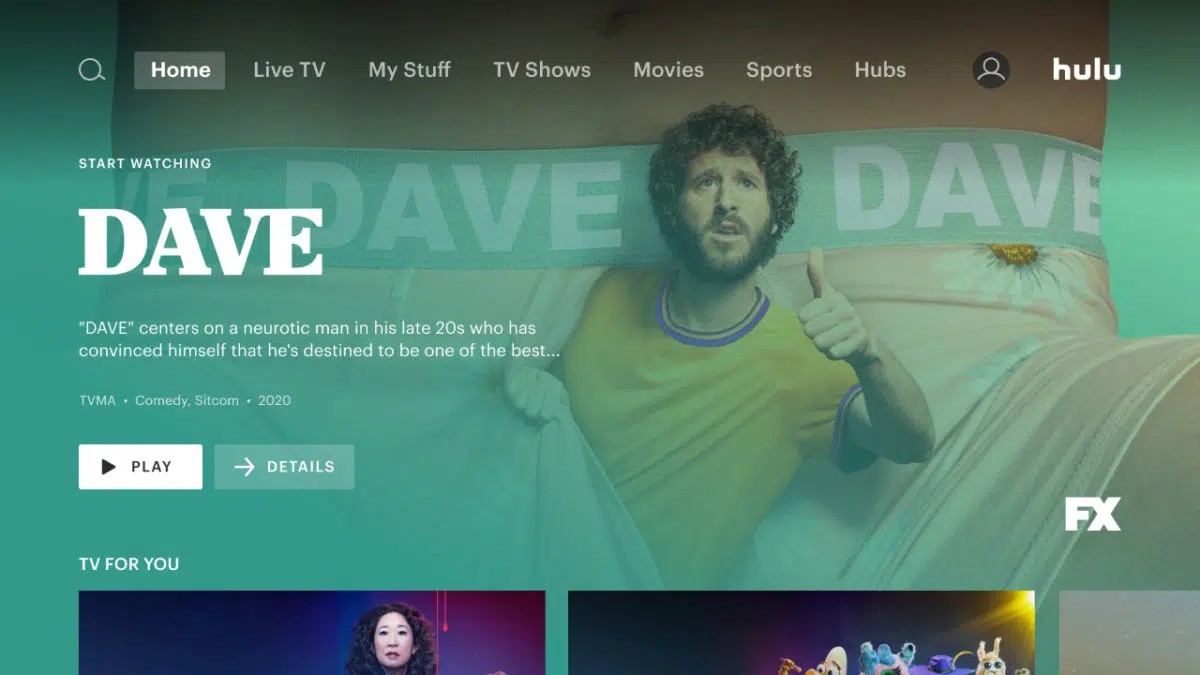 Home Live TV My Stuff TV Shows Movies Sports Hubs hulu
START WATCHING
DAVE DAVE
DAVE
"DAVE" centers on a neurotic man in his late 20s who has
convinced himself that he's destined to be one of the best...
TVMA • Comedy, Sitcom • 2020
PLAY DETAILS
FX
TV FOR YOU